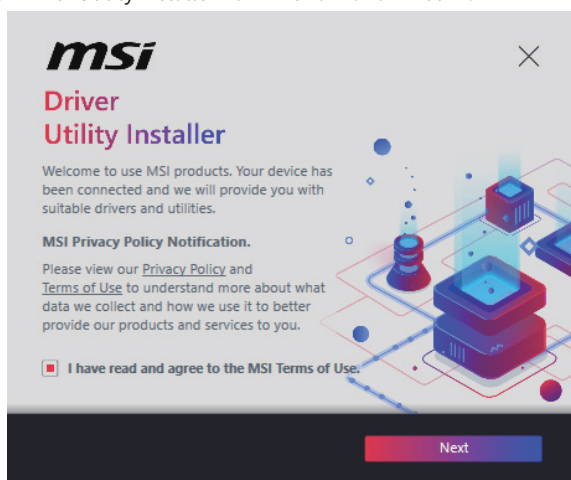 msi
Driver
Utility Installer
Welcome to use MSI products. Your device has
been connected and we will provide you with
suitable drivers and utilities.
MSI Privacy Policy Notification.
Please view our Privacy Policy and
Terms of Use to understand more about what
data we collect and how we use it to better
provide our products and services to you.
I have read and agree to the MSI Terms of Use.
Next